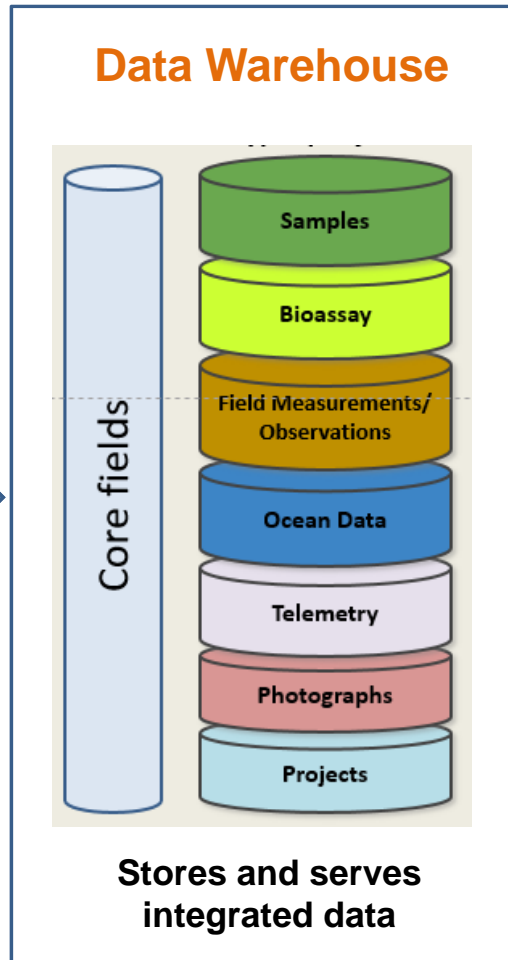 Data Warehouse
Samples
Bioassay
Field Measurements/
Observations
Ocean Data
Telemetry
Photographs
Projects
Core fields
Stores and serves
integrated data